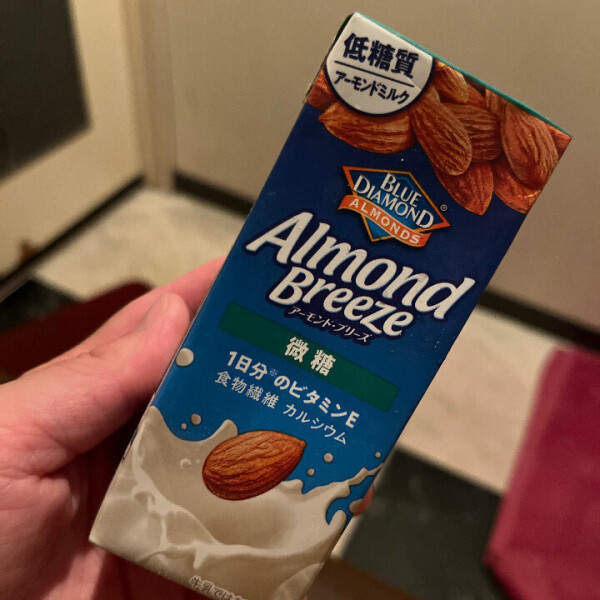 低糖質
アーモンドミルク
BLUE
DIAMOND
ALMONDS
®
Almond
Breeze
アーモンド・ブリーズ
微糖
1日分※のビタミンE
食物繊維 カルシウム